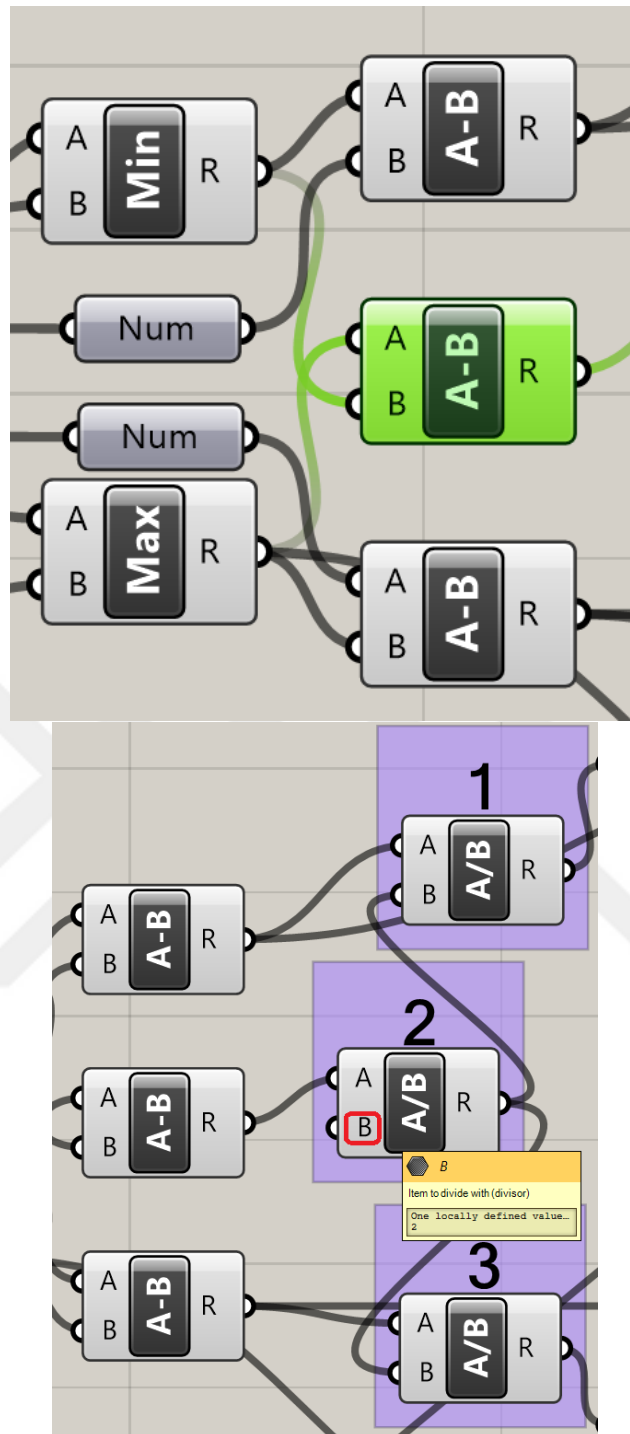 A
B
Min
R
A
B
A-B
R
Num
A
B
A-B
R
Num
A
B
Max
R
A
B
A-B
R
1
A
B
A/B
R
A
B
A-B
R
2
A
B
A/B
R
A
B
A-B
R
B
Item to divide with (divisor)
One locally defined value…
2
3
A
B
A-B
R
A
B
A/B
R